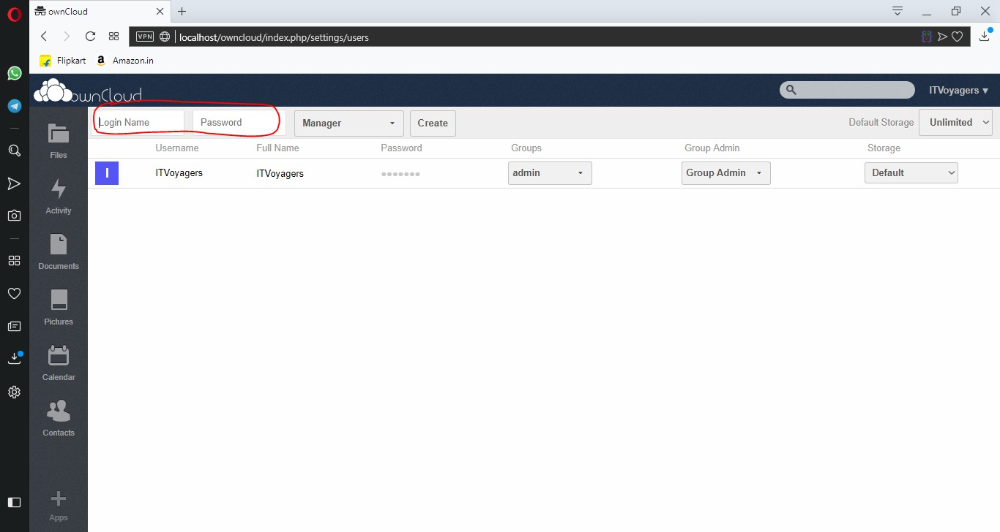 ownCloud
VPN localhost/owncloud/index.php/settings/users
Flipkart Amazon.in
ownCloud ITVoyagers ▾
Login Name Password Manager Create Default Storage Unlimited
Username Full Name Password Groups Group Admin Storage
I ITVoyagers ITVoyagers ●●●●●●● admin Group Admin Default
Files
Activity
Documents
Pictures
Calendar
Contacts
Apps